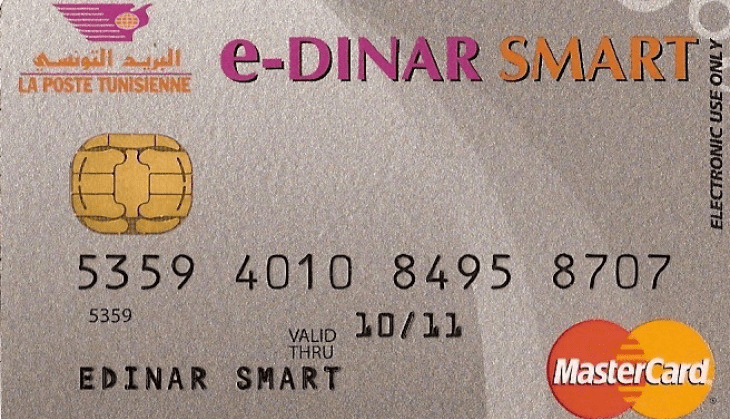 البريد التونسي
LA POSTE TUNISIENNE
e-DINAR SMART
ELECTRONIC USE ONLY
5359 4010 8495 8707
5359
VALID THRU 10/11
EDINAR SMART
MasterCard